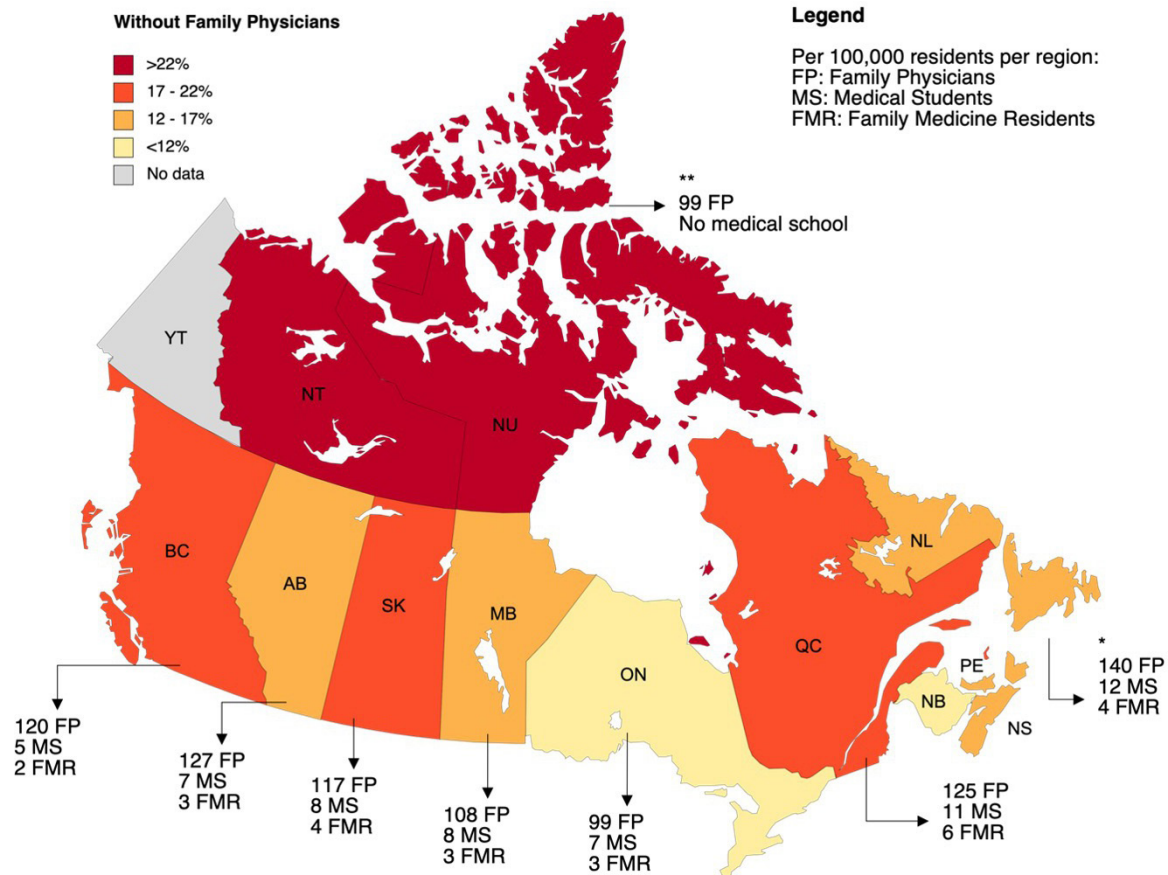 Without Family Physicians
>22%
17 - 22%
12 - 17%
<12%
No data
Legend
Per 100,000 residents per region:
FP: Family Physicians
MS: Medical Students
FMR: Family Medicine Residents
**
99 FP
No medical school
YT
NT
NU
BC
AB
SK
MB
ON
QC
NL
PE
NB
NS
120 FP
5 MS
2 FMR
127 FP
7 MS
3 FMR
117 FP
8 MS
4 FMR
108 FP
8 MS
3 FMR
99 FP
7 MS
3 FMR
125 FP
11 MS
6 FMR
*
140 FP
12 MS
4 FMR